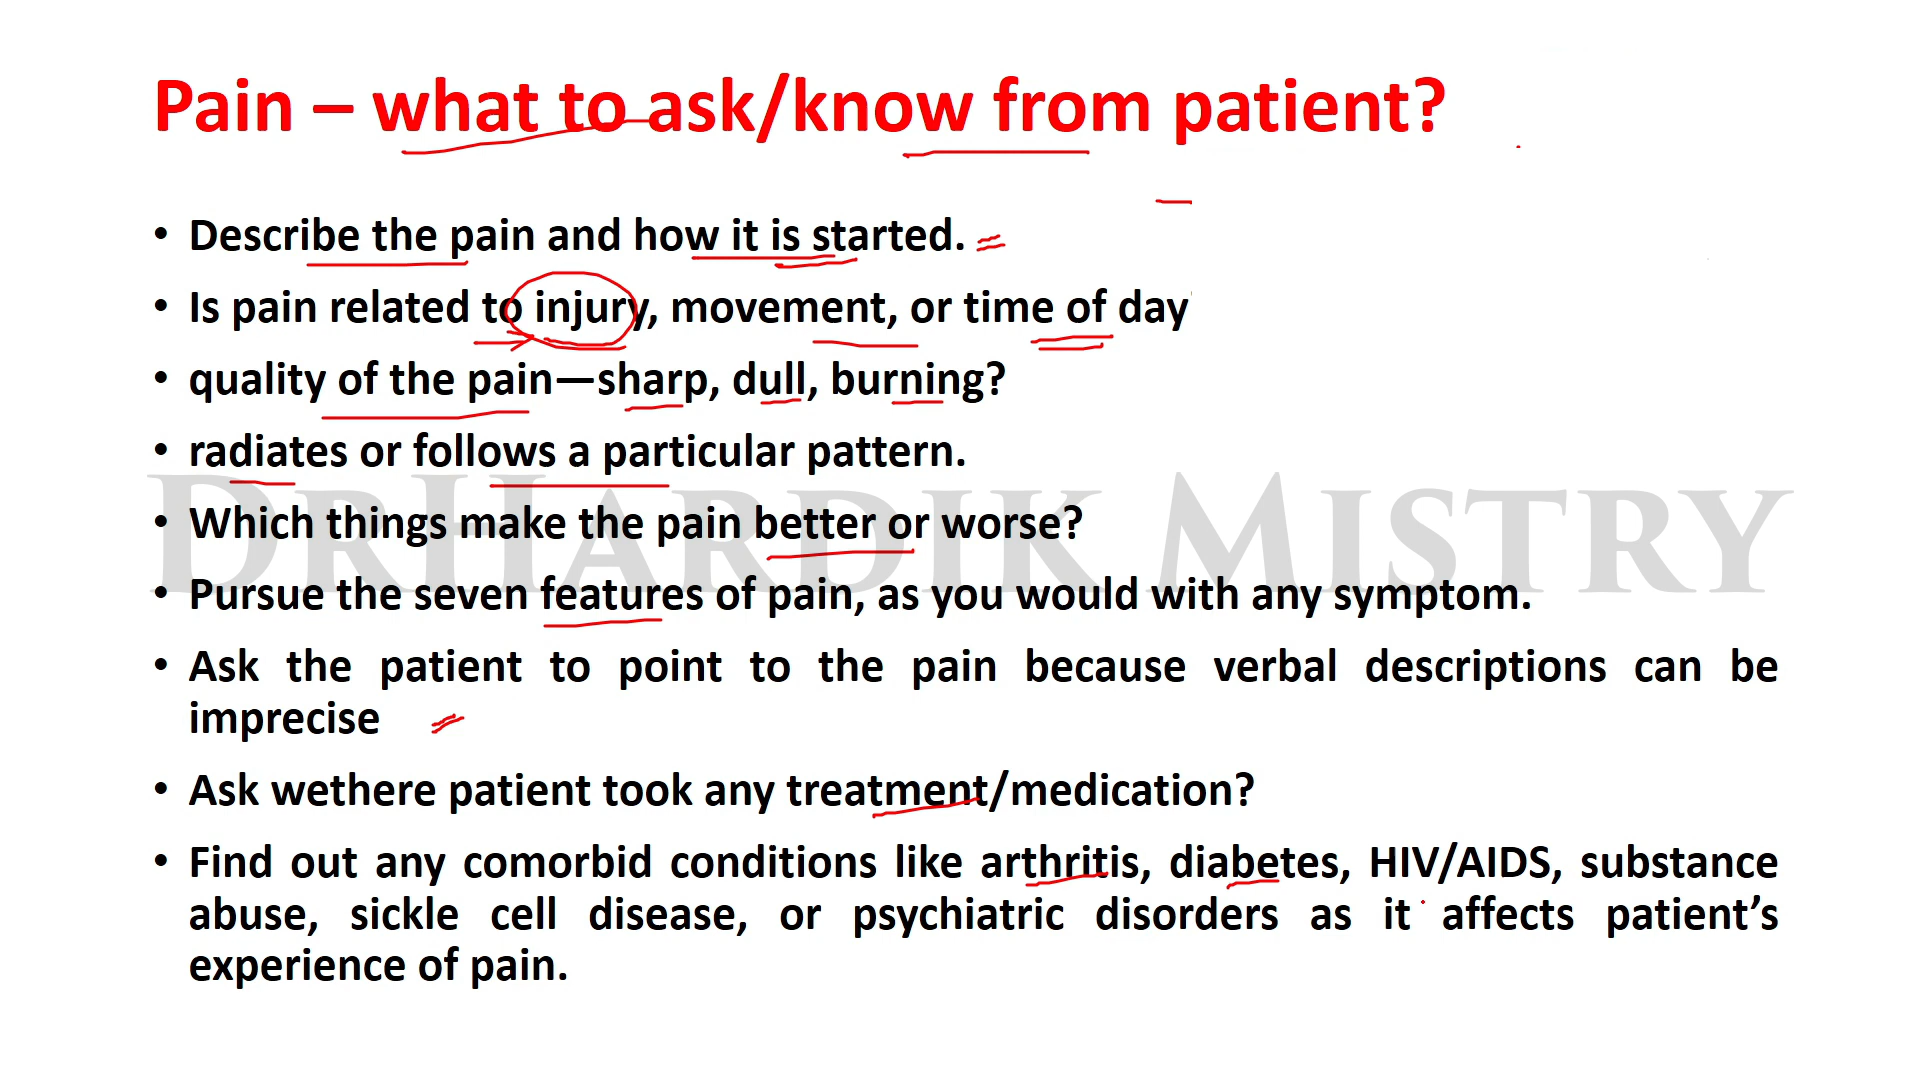 Pain – what to ask/know from patient?
• Describe the pain and how it is started.
• Is pain related to injury, movement, or time of day
• quality of the pain—sharp, dull, burning?
• radiates or follows a particular pattern.
DrHardik Mistry
• Which things make the pain better or worse?
• Pursue the seven features of pain, as you would with any symptom.
• Ask the patient to point to the pain because verbal descriptions can be
imprecise
• Ask wethere patient took any treatment/medication?
• Find out any comorbid conditions like arthritis, diabetes, HIV/AIDS, substance
abuse, sickle cell disease, or psychiatric disorders as it affects patient’s
experience of pain.